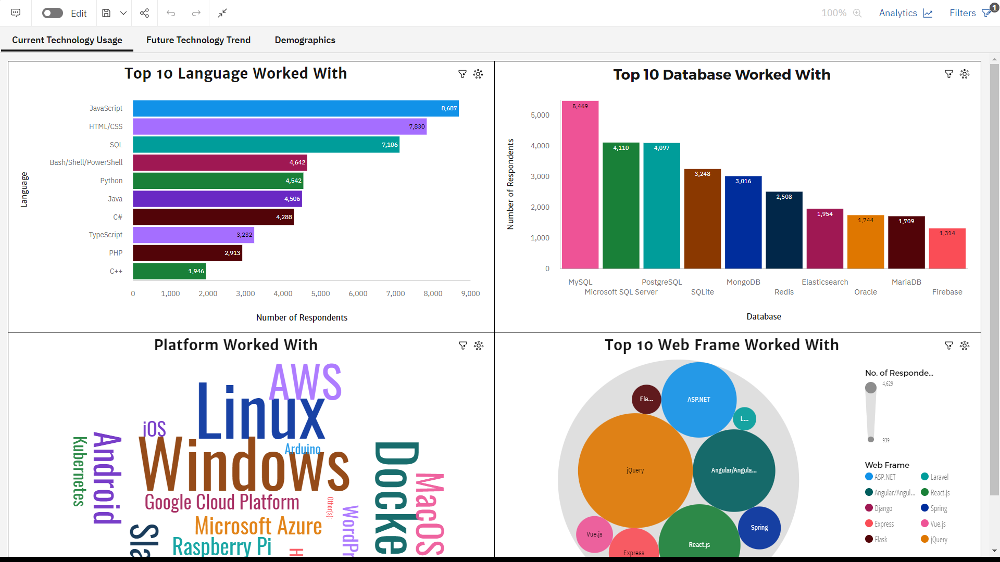 Edit
100%
Analytics
Filters
1
Current Technology Usage
Future Technology Trend
Demographics
Top 10 Language Worked With
Language
JavaScript
8,687
HTML/CSS
7,830
SQL
7,106
Bash/Shell/PowerShell
4,642
Python
4,542
Java
4,506
C#
4,288
TypeScript
3,232
PHP
2,913
C++
1,946
0 1,000 2,000 3,000 4,000 5,000 6,000 7,000 8,000 9,000
Number of Respondents
Top 10 Database Worked With
Number of Respondents
5,000
4,000
3,000
2,000
1,000
0
5,469
4,110
4,097
3,248
3,016
2,508
1,954
1,744
1,709
1,314
MySQL PostgreSQL MongoDB Elasticsearch MariaDB
Microsoft SQL Server SQLite Redis Oracle Firebase
Database
Platform Worked With
AWS
Linux
iOS
Kubernetes
Android
Windows
Arduino
Docke
MacOS
Google Cloud Platform
Other(s):
WordPr
Microsoft Azure
Sla
Raspberry Pi
H
Top 10 Web Frame Worked With
Fla...
ASP.NET
L...
jQuery
Angular/Angula...
Vue.js
Express
React.js
Spring
No. of Responde...
4,629
939
Web Frame
ASP.NET Laravel
Angular/Angul... React.js
Django Spring
Express Vue.js
Flask jQuery